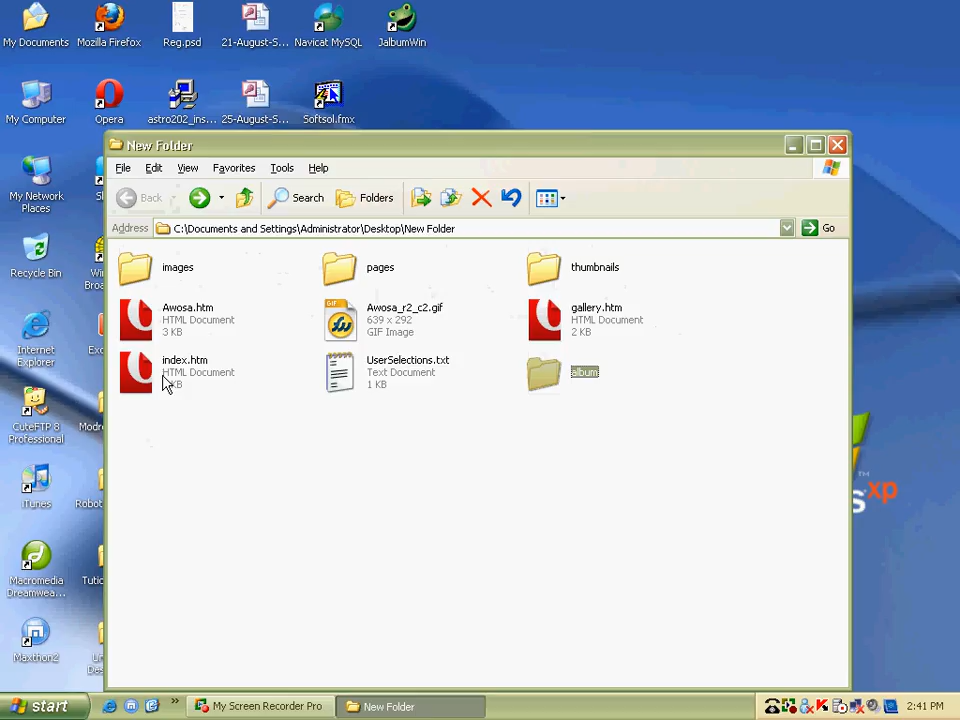 My Documents
Mozilla Firefox
Reg.psd
21-August-S...
Navicat MySQL
JalbumWin
My Computer
Opera
astro202_ins...
25-August-S...
Softsol.fmx
New Folder
File Edit View Favorites Tools Help
Back Search Folders
Address C:\Documents and Settings\Administrator\Desktop\New Folder Go
My Network
Places
Recycle Bin
Internet
Explorer
CuteFTP 8
Professional
iTunes
Macromedia
Dreamwea...
Maxthon2
images
pages
thumbnails
Awosa.htm
HTML Document
3 KB
Awosa_r2_c2.gif
639 x 292
GIF Image
gallery.htm
HTML Document
2 KB
index.htm
HTML Document
KB
UserSelections.txt
Text Document
1 KB
album
xp
start
My Screen Recorder Pro
New Folder
2:41 PM